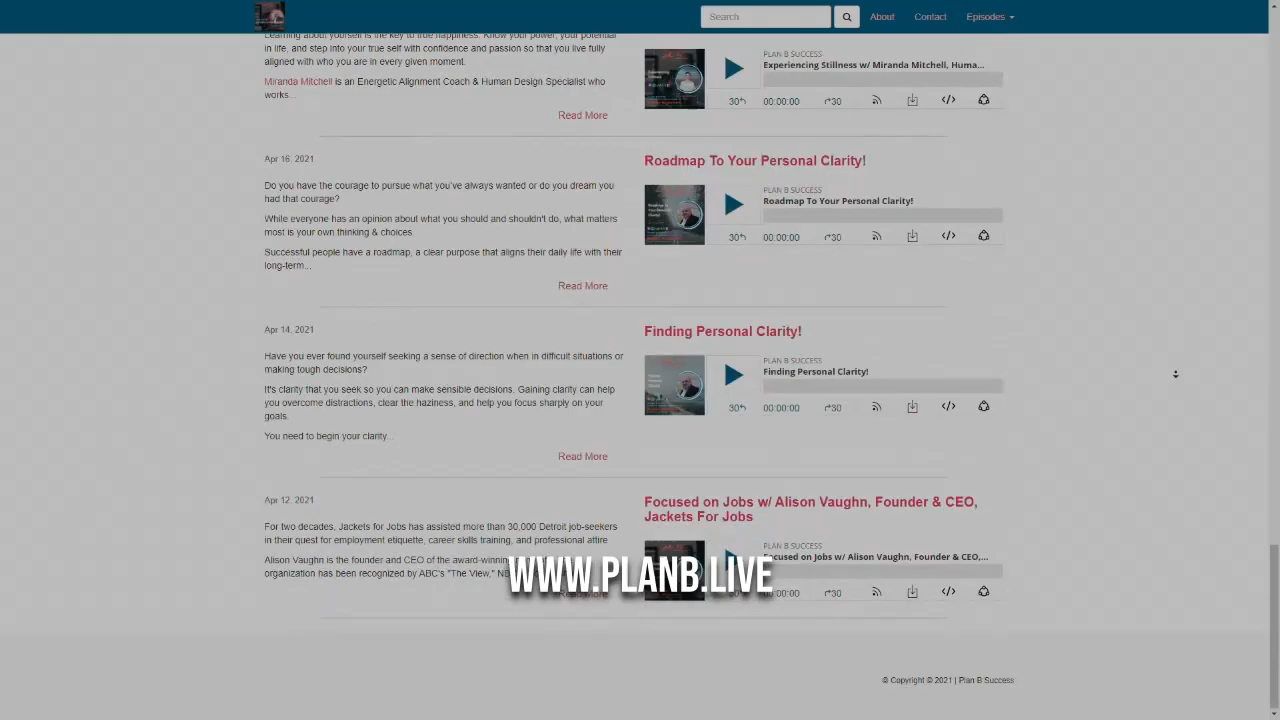 Search
About
Contact
Episodes
Learning about yourself is the key to true happiness. Know your power, your potential
in life, and step into your true self with confidence and passion so that you live fully
aligned with who you are in every given moment.
Miranda Mitchell is an Energetic Alignment Coach & Human Design Specialist who
works...
Read More
PLAN B SUCCESS
Experiencing Stillness w/ Miranda Mitchell, Huma...
30 00:00:00 30
Apr 16, 2021
Do you have the courage to pursue what you've always wanted or do you dream you
had that courage?
While everyone has an opinion about what you should and shouldn't do, what matters
most is your own thinking & choices.
Successful people have a roadmap, a clear purpose that aligns their daily life with their
long-term...
Read More
Roadmap To Your Personal Clarity!
PLAN B SUCCESS
Roadmap To Your Personal Clarity!
30 00:00:00 30
Apr 14, 2021
Have you ever found yourself seeking a sense of direction when in difficult situations or
making tough decisions?
It's clarity that you seek so you can make sensible decisions. Gaining clarity can help
you overcome distractions, clear the haziness, and help you focus sharply on your
goals.
You need to begin your clarity...
Read More
Finding Personal Clarity!
PLAN B SUCCESS
Finding Personal Clarity!
30 00:00:00 30
Apr 12, 2021
For two decades, Jackets for Jobs has assisted more than 30,000 Detroit job-seekers
in their quest for employment etiquette, career skills training, and professional attire
Alison Vaughn is the founder and CEO of the award-winning
organization has been recognized by ABC's "The View,"
Read More
Focused on Jobs w/ Alison Vaughn, Founder & CEO,
Jackets For Jobs
PLAN B SUCCESS
Focused on Jobs w/ Alison Vaughn, Founder & CEO,...
00:00:00 30
WWW.PLANB.LIVE
© Copyright © 2021 | Plan B Success